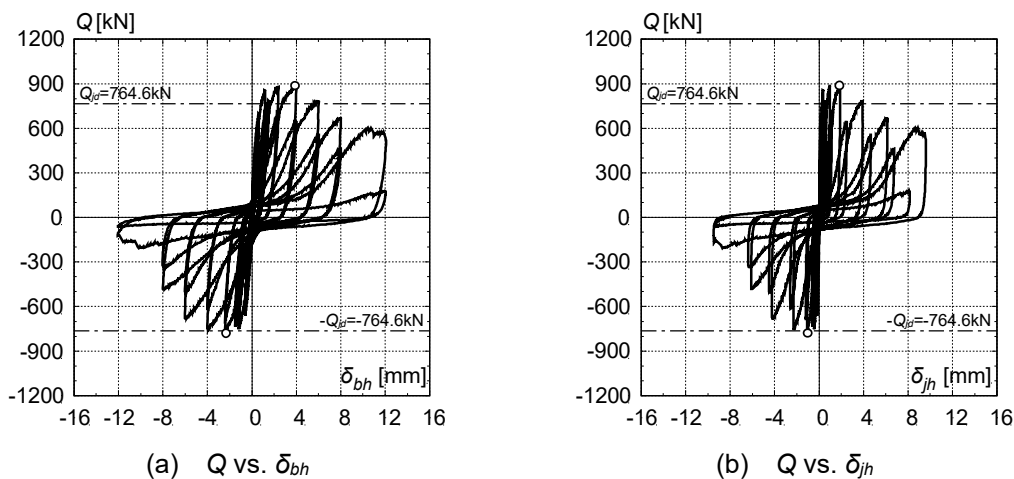 Q [kN]
1200
900
Qjd=764.6kN
600
300
0
-300
-600
-Qjd=-764.6kN
-900
δbh [mm]
-1200
-16 -12 -8 -4 0 4 8 12 16
(a) Q vs. δbh
Q [kN]
1200
900
Qjd=764.6kN
600
300
0
-300
-600
-Qjd=-764.6kN
-900
δjh [mm]
-1200
-16 -12 -8 -4 0 4 8 12 16
(b) Q vs. δjh